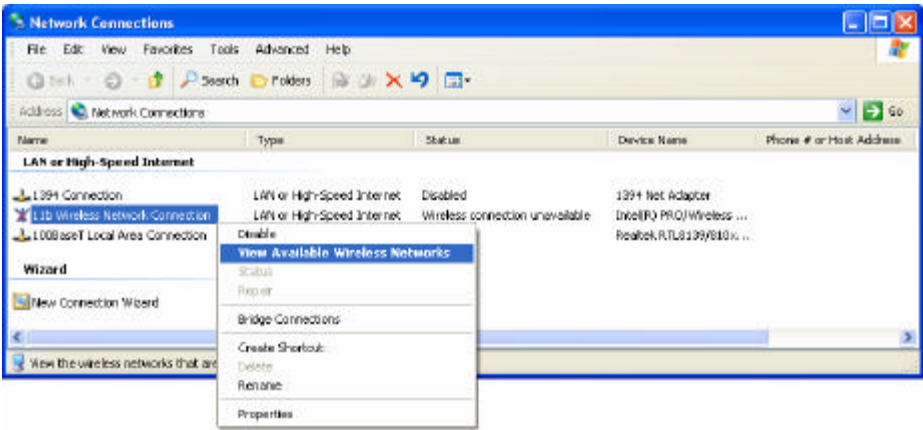 Network Connections
File Edit View Favorites Tools Advanced Help
Back Search Folders
Address Network Connections Go
Name Type Status Device Name Phone # or Host Address
LAN or High-Speed Internet
1394 Connection LAN or High-Speed Internet Disabled 1394 Net Adapter
11b Wireless Network Connection LAN or High-Speed Internet Wireless connection unavailable Intel(R) PRO/Wireless ...
100BaseT Local Area Connection Realtek RTL8139/810x ...
Disable
View Available Wireless Networks
Status
Repair
Bridge Connections
Create Shortcut
Delete
Rename
Properties
Wizard
New Connection Wizard
View the wireless networks that are